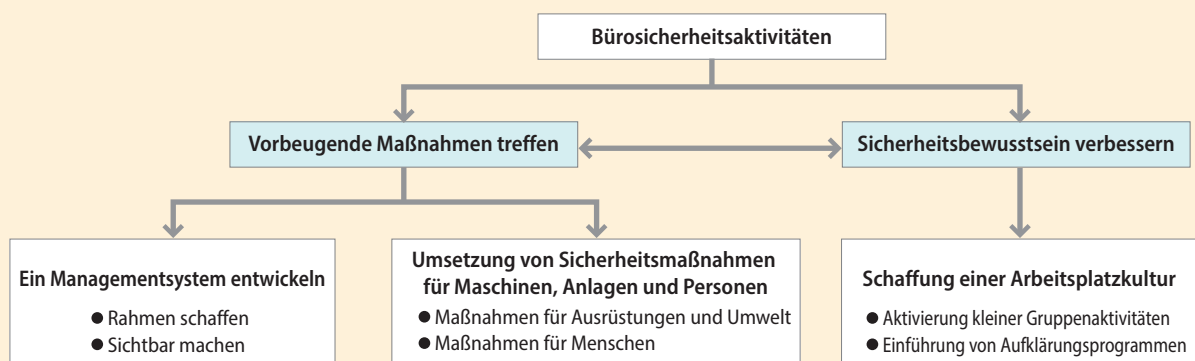 Bürosicherheitsaktivitäten
Vorbeugende Maßnahmen treffen
Sicherheitsbewusstsein verbessern
Ein Managementsystem entwickeln
● Rahmen schaffen
● Sichtbar machen
Umsetzung von Sicherheitsmaßnahmen
für Maschinen, Anlagen und Personen
● Maßnahmen für Ausrüstungen und Umwelt
● Maßnahmen für Menschen
Schaffung einer Arbeitsplatzkultur
● Aktivierung kleiner Gruppenaktivitäten
● Einführung von Aufklärungsprogrammen